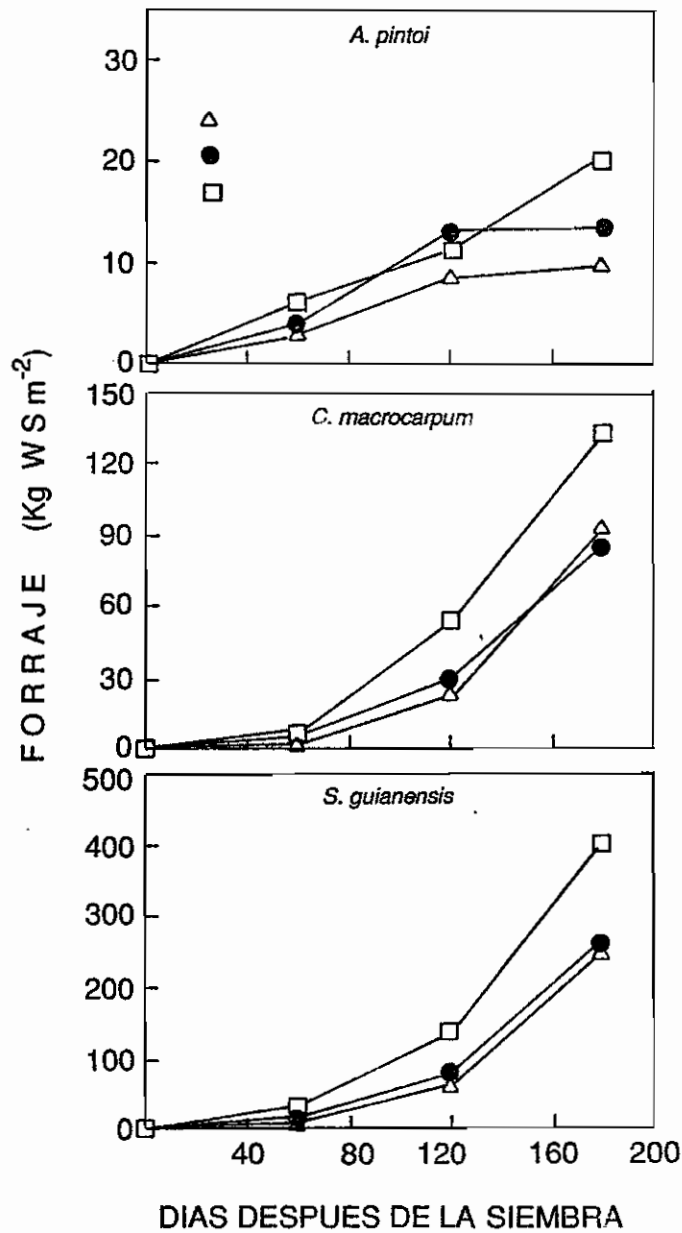 A. pintoi
30
20
10
0
C. macrocarpum
150
120
90
60
30
0
S. guianensis
500
400
300
200
100
0
40 80 120 160 200
FORRAJE (Kg WS m-2)
DIAS DESPUES DE LA SIEMBRA